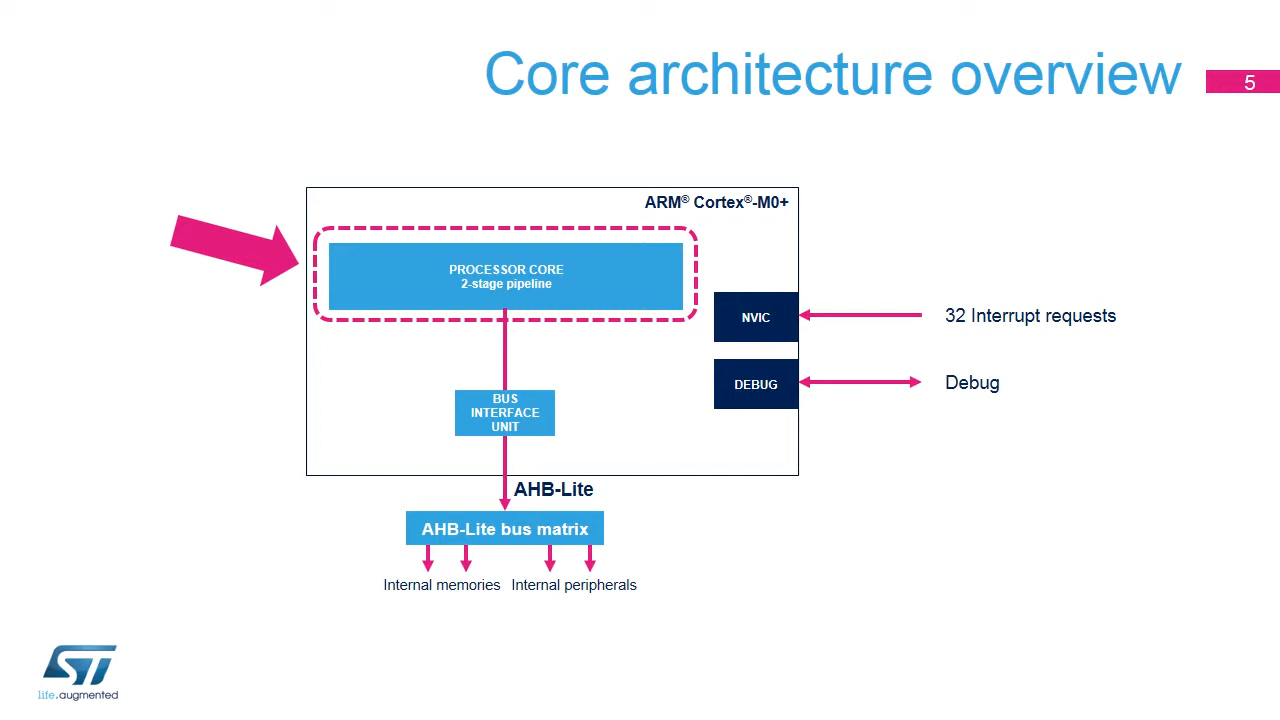 Core architecture overview
5
ARM® Cortex®-M0+
PROCESSOR CORE
2-stage pipeline
NVIC
32 Interrupt requests
DEBUG
Debug
BUS
INTERFACE
UNIT
AHB-Lite
AHB-Lite bus matrix
Internal memories
Internal peripherals
ST
life.augmented